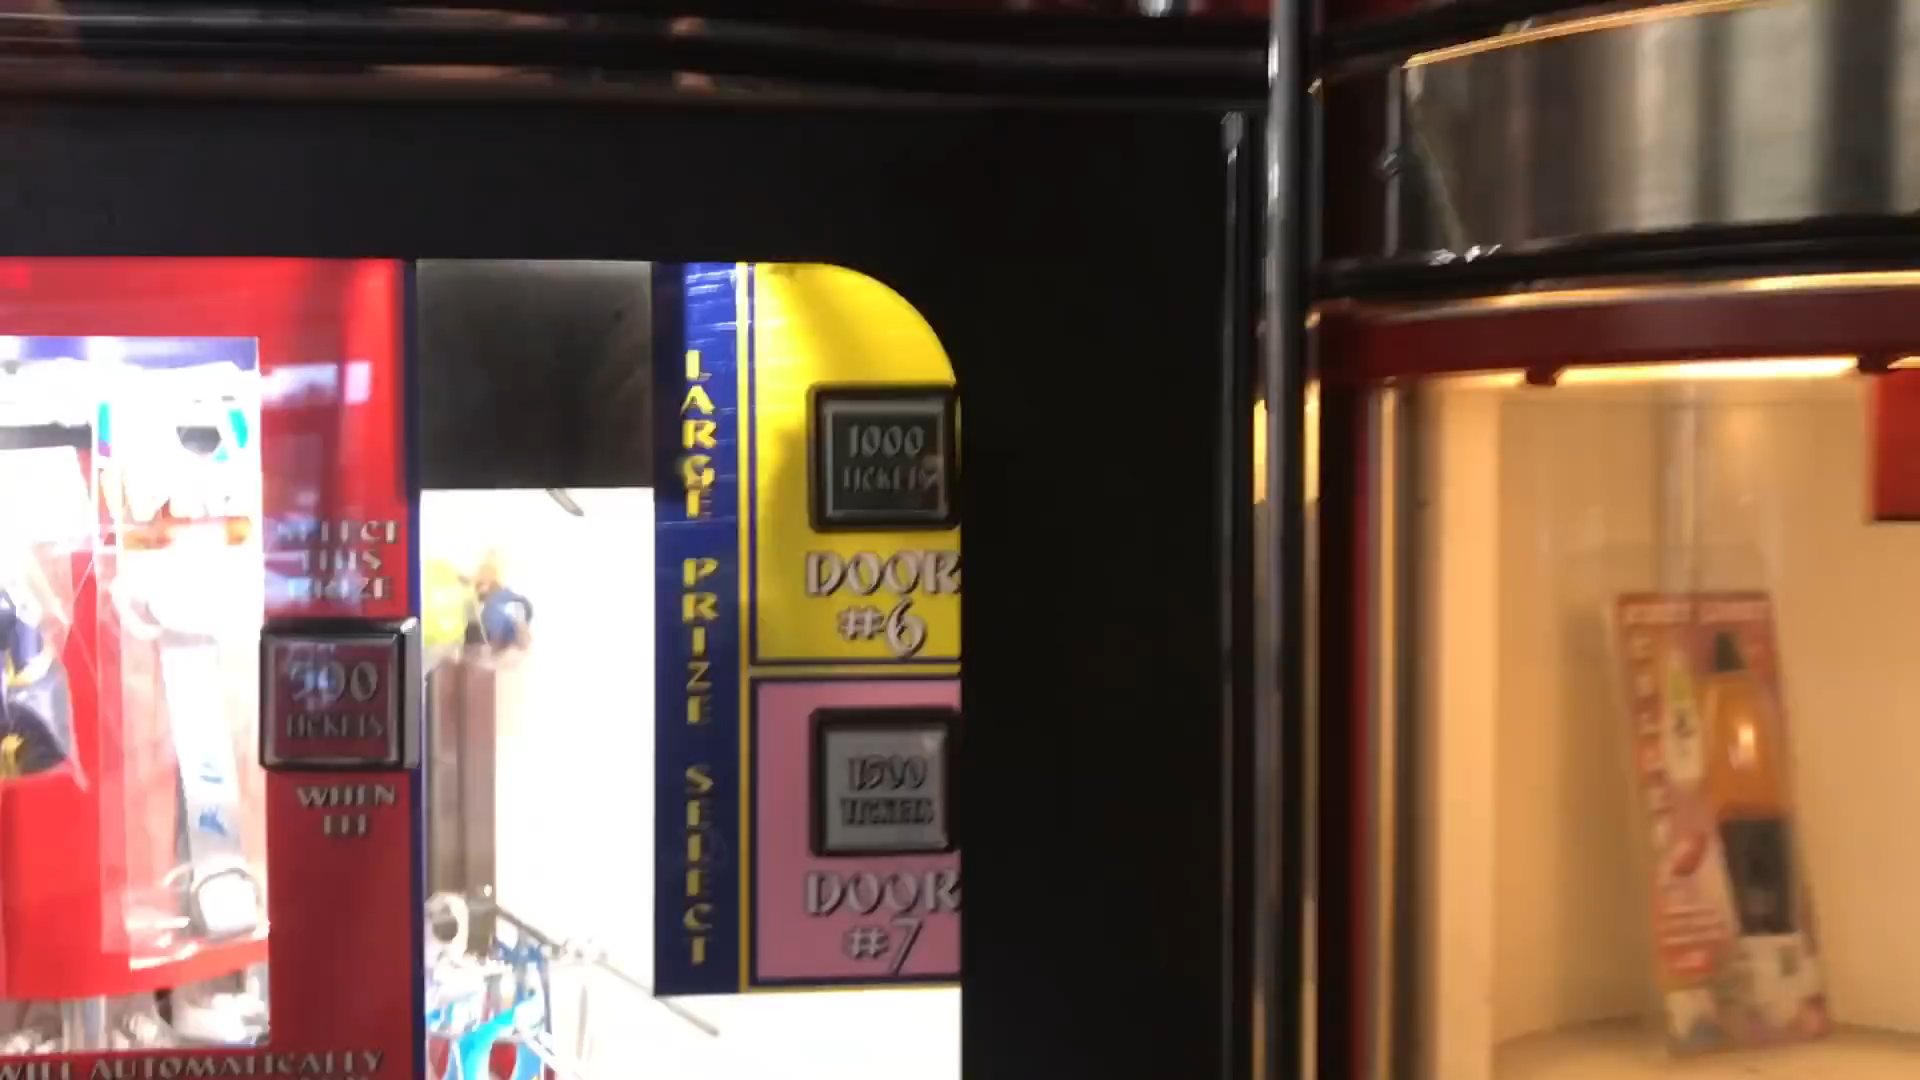 SELECT
THIS
PRIZE
500
TICKETS
WHEN
LIT
WILL AUTOMATICALLY
LARGE PRIZE SELECT
1000
TICKETS
DOOR
#6
1500
TICKETS
DOOR
#7